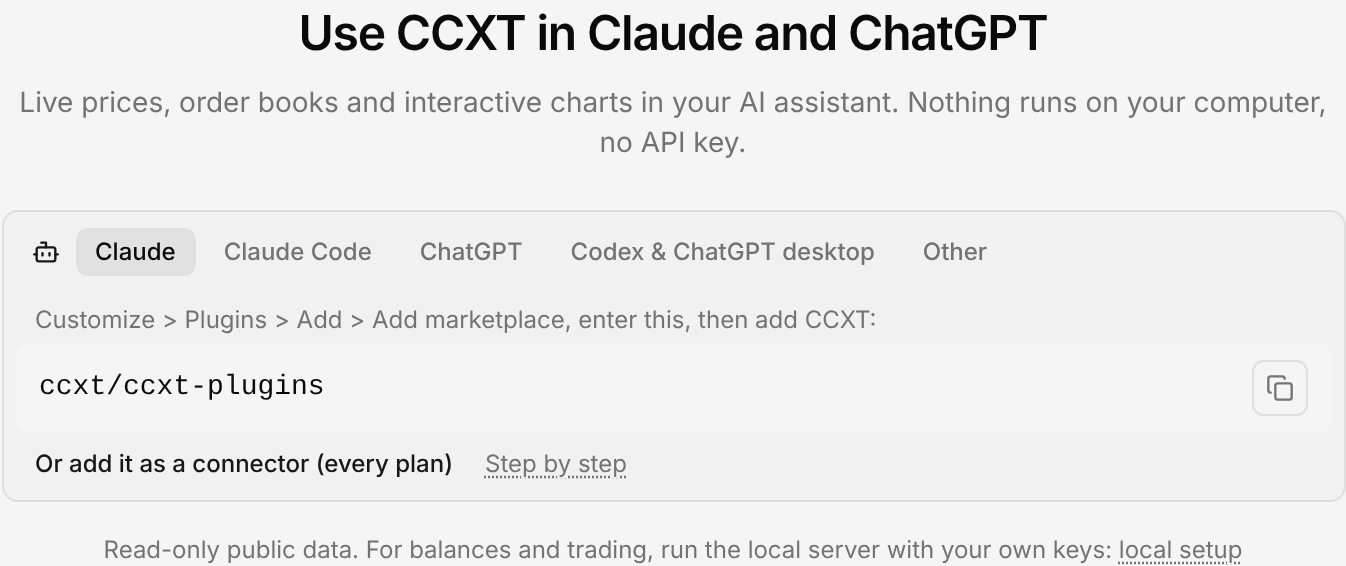 Use CCXT in Claude and ChatGPT
Live prices, order books and interactive charts in your AI assistant. Nothing runs on your computer,
no API key.
Claude Claude Code ChatGPT Codex & ChatGPT desktop Other
Customize > Plugins > Add > Add marketplace, enter this, then add CCXT:
ccxt/ccxt-plugins
Or add it as a connector (every plan) Step by step
Read-only public data. For balances and trading, run the local server with your own keys: local setup